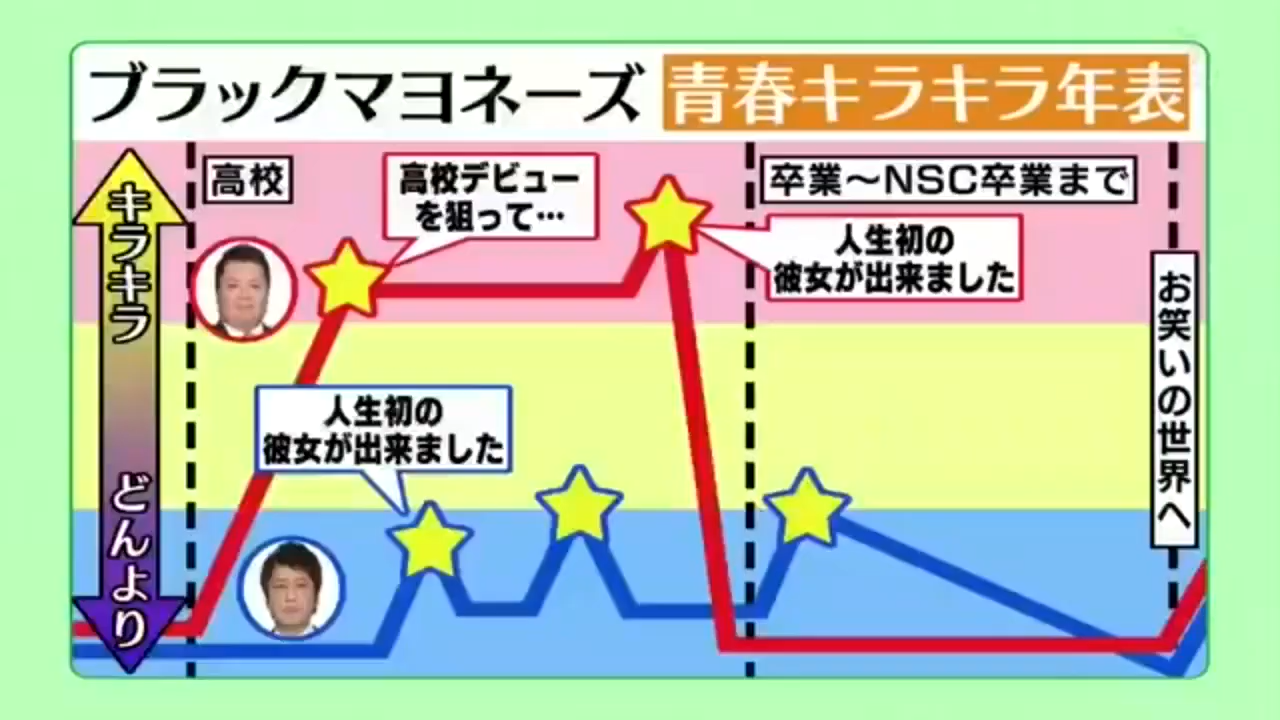 ブラックマヨネーズ 青春キラキラ年表
キラキラ
どんより
高校
高校デビュー
を狙って…
人生初の
彼女が出来ました
人生初の
彼女が出来ました
卒業～NSC卒業まで
お笑いの世界へ